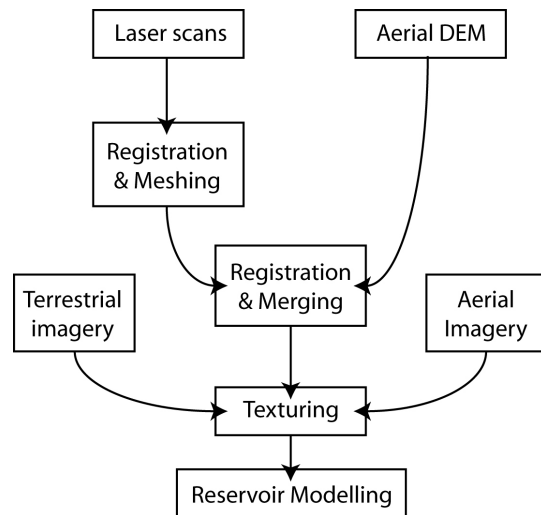 Laser scans
Aerial DEM
Registration
& Meshing
Registration
& Merging
Terrestrial
imagery
Aerial
Imagery
Texturing
Reservoir Modelling